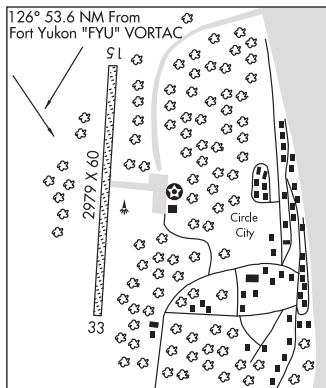 126° 53.6 NM From
Fort Yukon "FYU" VORTAC
15
2979 X 60
Circle
City
33